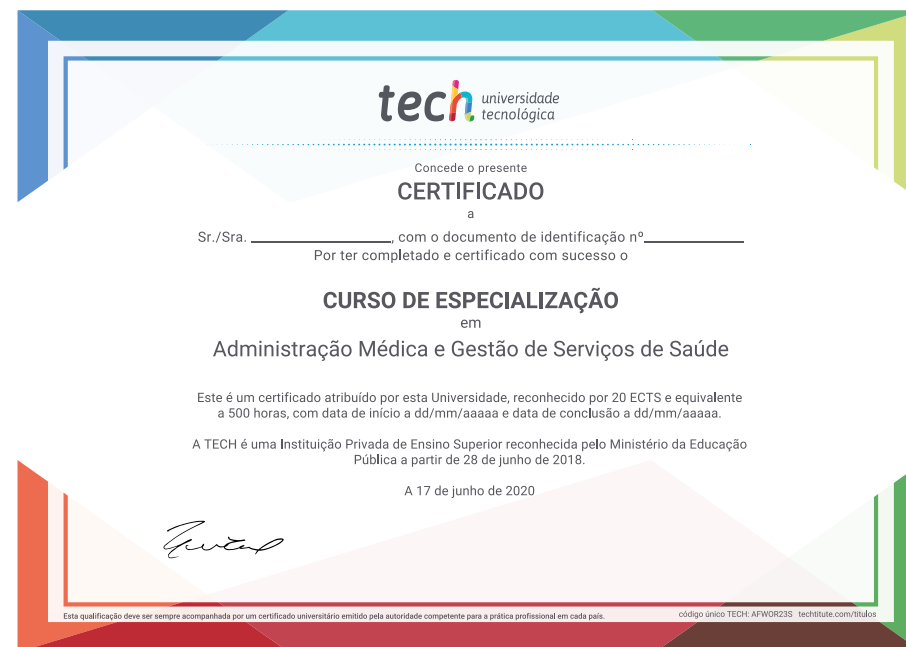 tech universidade
tecnológica
Concede o presente
CERTIFICADO
a
Sr./Sra. ________________, com o documento de identificação nº____________
Por ter completado e certificado com sucesso o
CURSO DE ESPECIALIZAÇÃO
em
Administração Médica e Gestão de Serviços de Saúde
Este é um certificado atribuído por esta Universidade, reconhecido por 20 ECTS e equivalente
a 500 horas, com data de início a dd/mm/aaaaa e data de conclusão a dd/mm/aaaaa.
A TECH é uma Instituição Privada de Ensino Superior reconhecida pelo Ministério da Educação
Pública a partir de 28 de junho de 2018.
A 17 de junho de 2020
Esta qualificação deve ser sempre acompanhada por um certificado universitário emitido pela autoridade competente para a prática profissional em cada país.
código único TECH: AFWOR23S techtitute.com/titulos